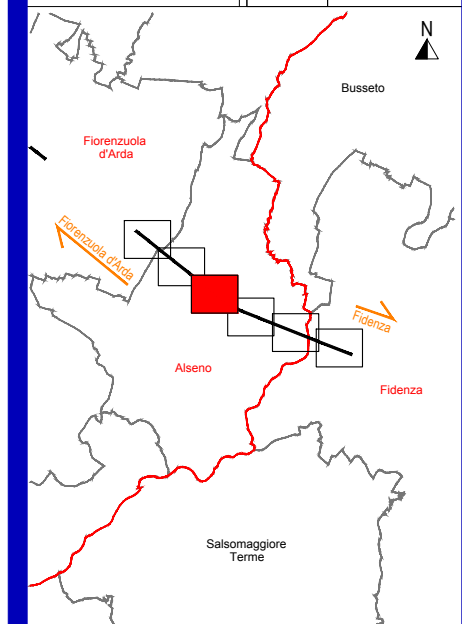 N
Busseto
Fiorenzuola
d'Arda
Fiorenzuola d'Arda
Fidenza
Alseno
Fidenza
Salsomaggiore
Terme